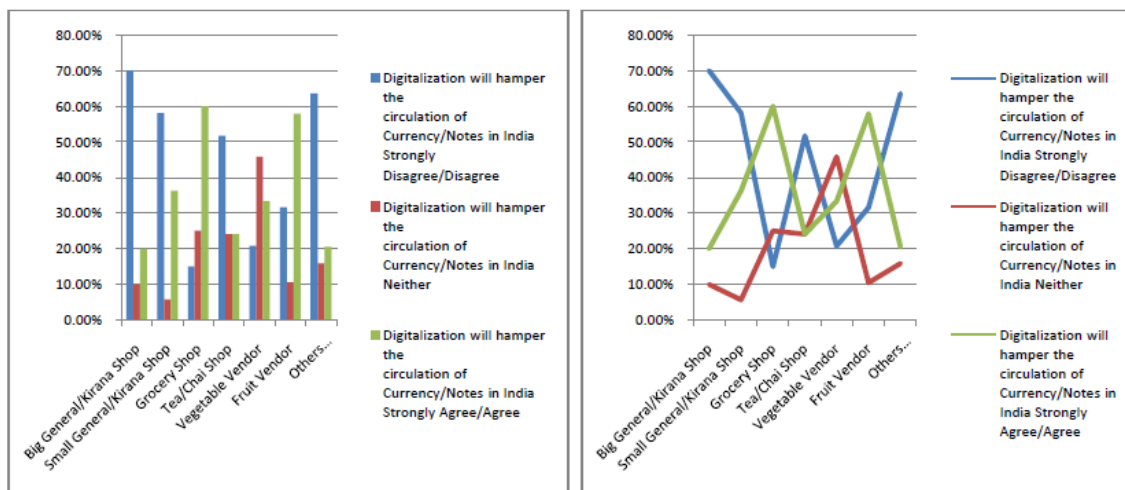 80.00%
70.00%
60.00%
50.00%
40.00%
30.00%
20.00%
10.00%
0.00%
Big General/Kirana Shop
Small General/Kirana Shop
Grocery Shop
Tea/Chai Shop
Vegetable Vendor
Fruit Vendor
Others...
Digitalization will hamper
the
circulation of
Currency/Notes in India
Strongly
Disagree/Disagree
Digitalization will hamper
the
circulation of
Currency/Notes in India
Neither
Digitalization will hamper
the
circulation of
Currency/Notes in India
Strongly Agree/Agree
80.00%
70.00%
60.00%
50.00%
40.00%
30.00%
20.00%
10.00%
0.00%
Big General/Kirana Shop
Small General/Kirana Shop
Grocery Shop
Tea/Chai Shop
Vegetable Vendor
Fruit Vendor
Others...
Digitalization will
hamper the
circulation of
Currency/Notes in
India Strongly
Disagree/Disagree
Digitalization will
hamper the
circulation of
Currency/Notes in
India Neither
Digitalization will
hamper the
circulation of
Currency/Notes in
India Strongly
Agree/Agree